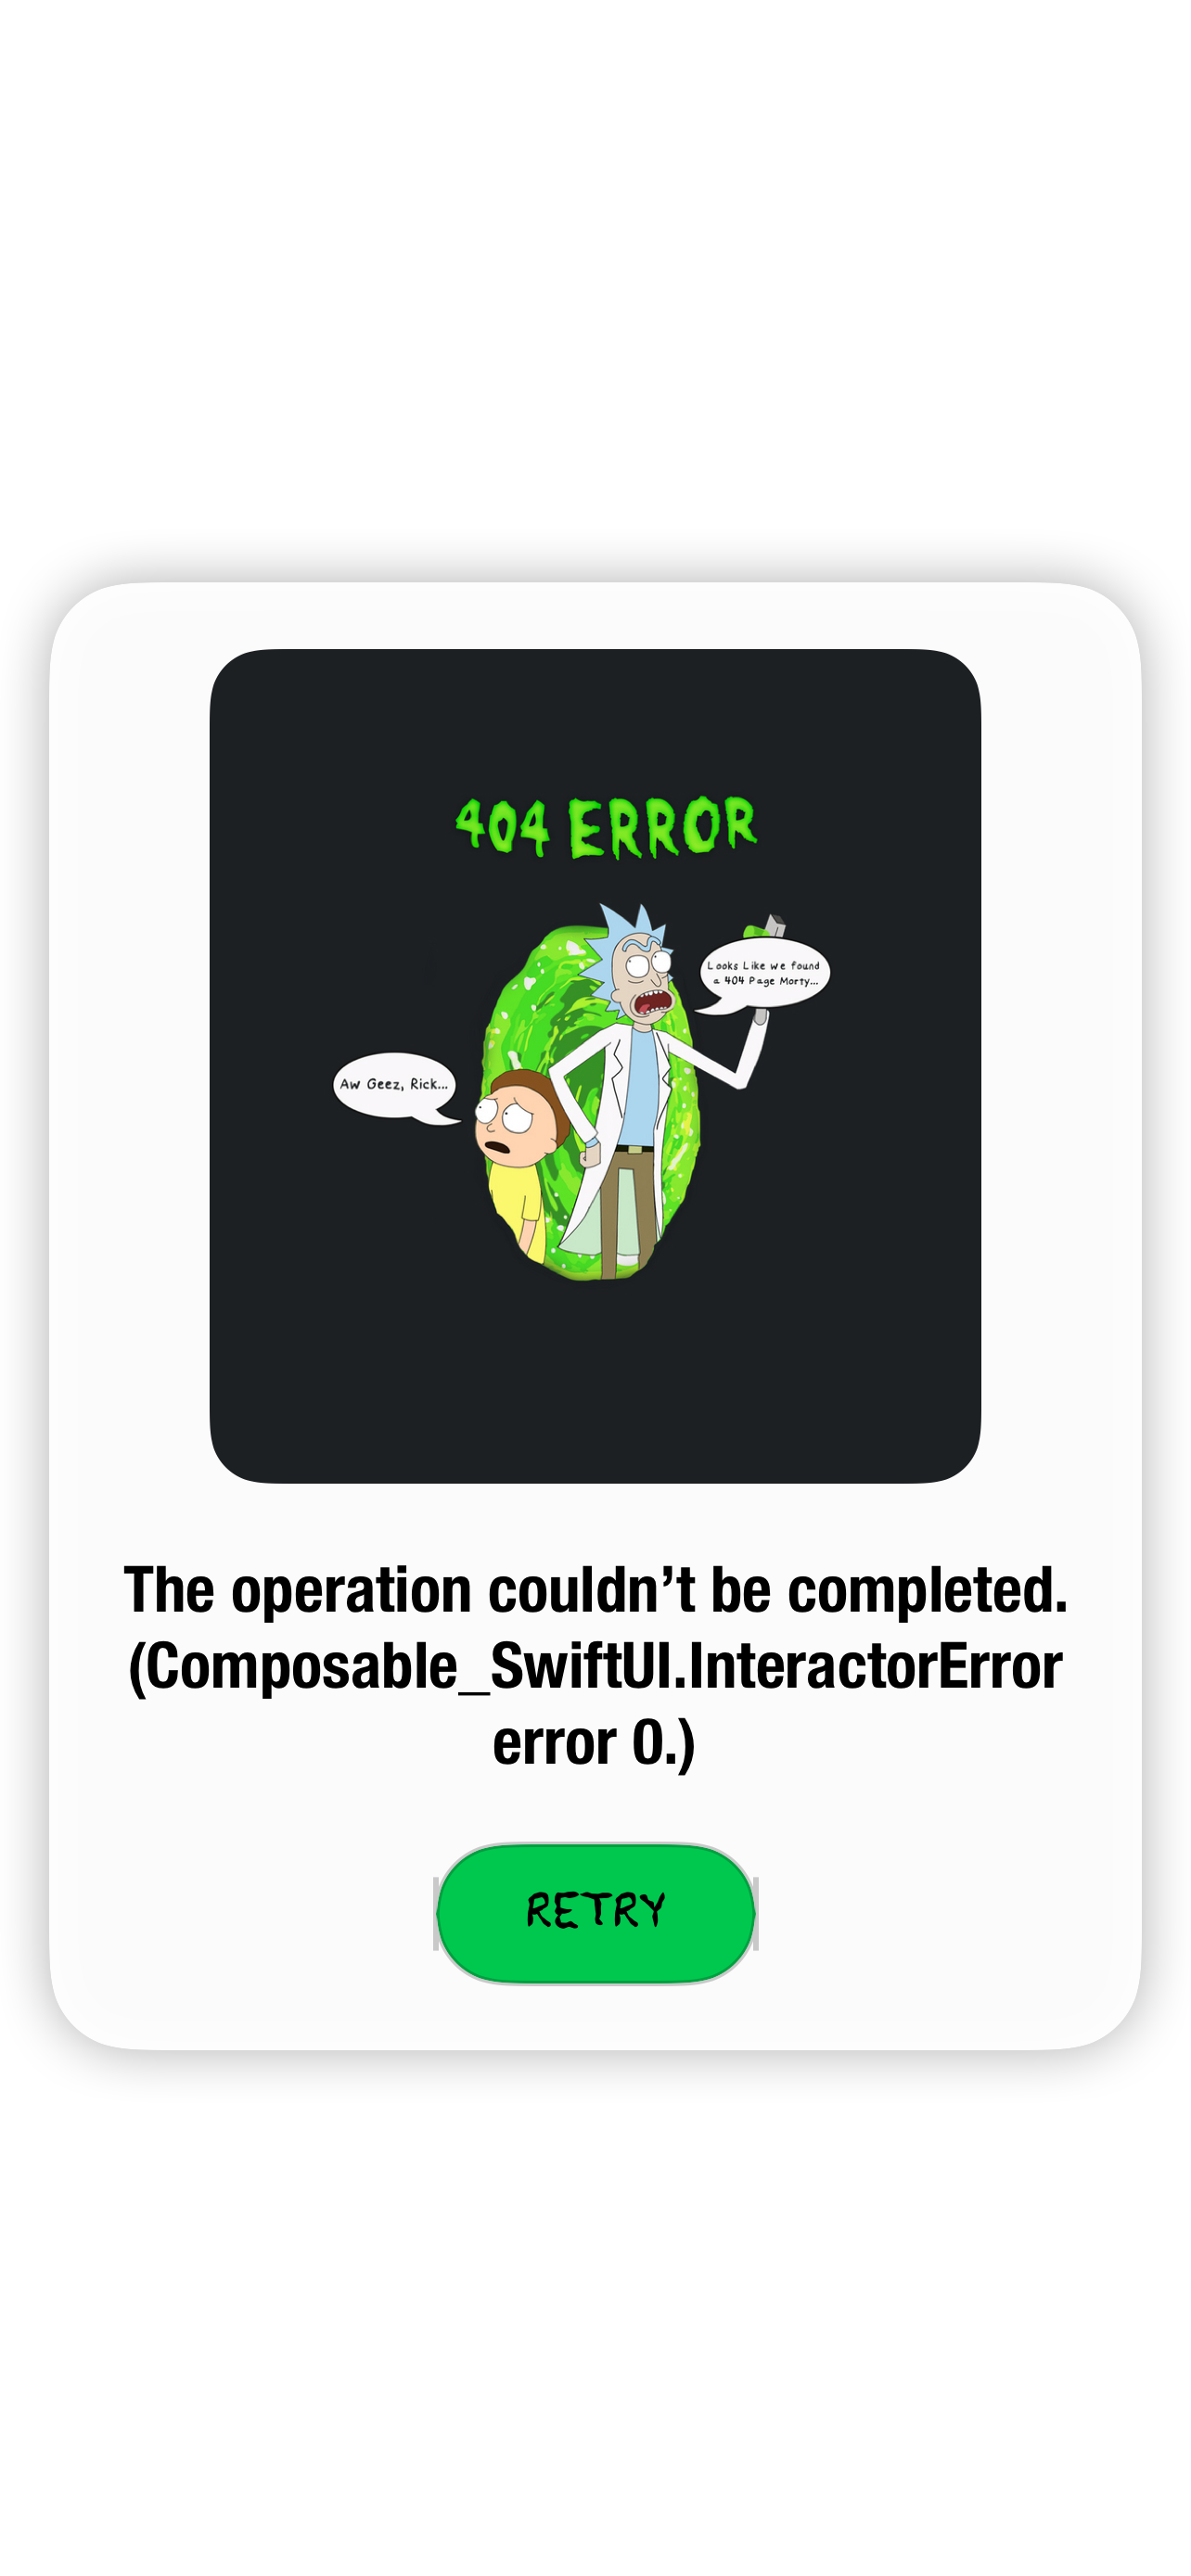 404 ERROR
Looks Like we found
a 404 Page Morty...
Aw Geez, Rick...
The operation couldn’t be completed.
(Composable_SwiftUI.InteractorError
error 0.)
RETRY